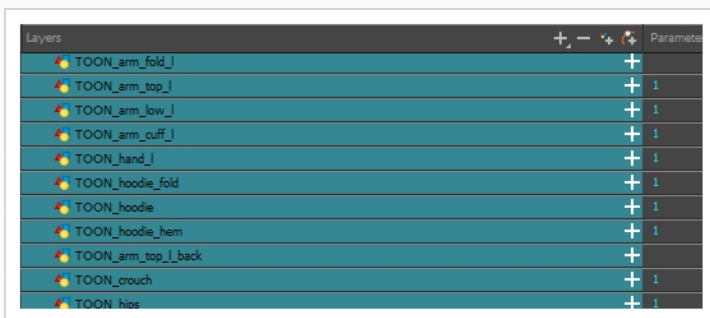 Layers Paramete
TOON_arm_fold_l
TOON_arm_top_l 1
TOON_arm_low_l 1
TOON_arm_cuff_l 1
TOON_hand_l 1
TOON_hoodie_fold 1
TOON_hoodie 1
TOON_hoodie_hem 1
TOON_arm_top_l_back
TOON_crouch 1
TOON_hips 1